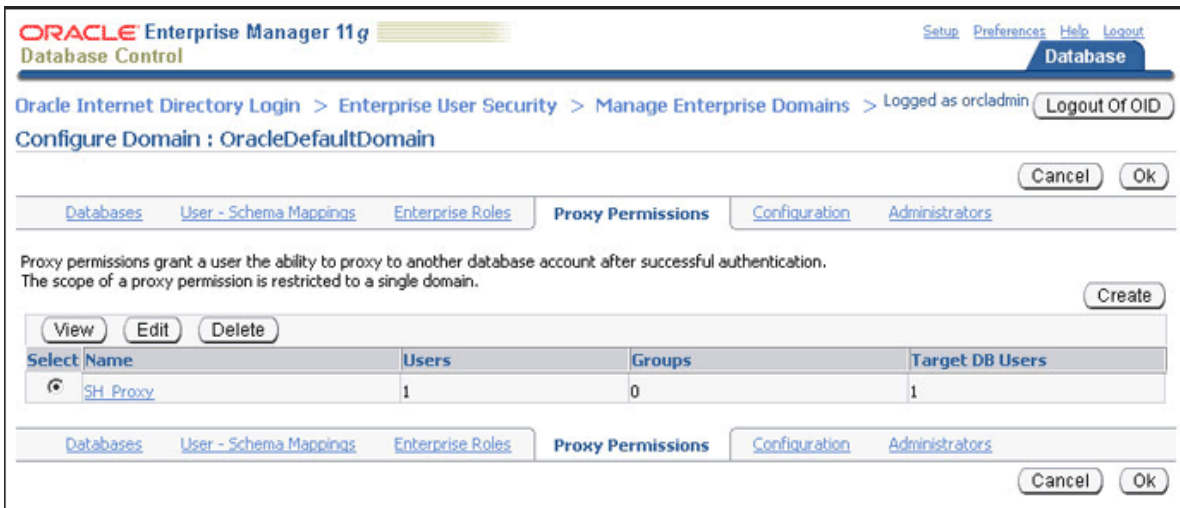 ORACLE Enterprise Manager 11g
Database Control
Setup Preferences Help Logout
Database
Oracle Internet Directory Login > Enterprise User Security > Manage Enterprise Domains > Logged as orcladmin Logout Of OID
Configure Domain : OracleDefaultDomain
Cancel Ok
Databases User - Schema Mappings Enterprise Roles Proxy Permissions Configuration Administrators
Proxy permissions grant a user the ability to proxy to another database account after successful authentication.
The scope of a proxy permission is restricted to a single domain.
Create
View Edit Delete
Select Name Users Groups Target DB Users
SH_Proxy 1 0 1
Databases User - Schema Mappings Enterprise Roles Proxy Permissions Configuration Administrators
Cancel Ok